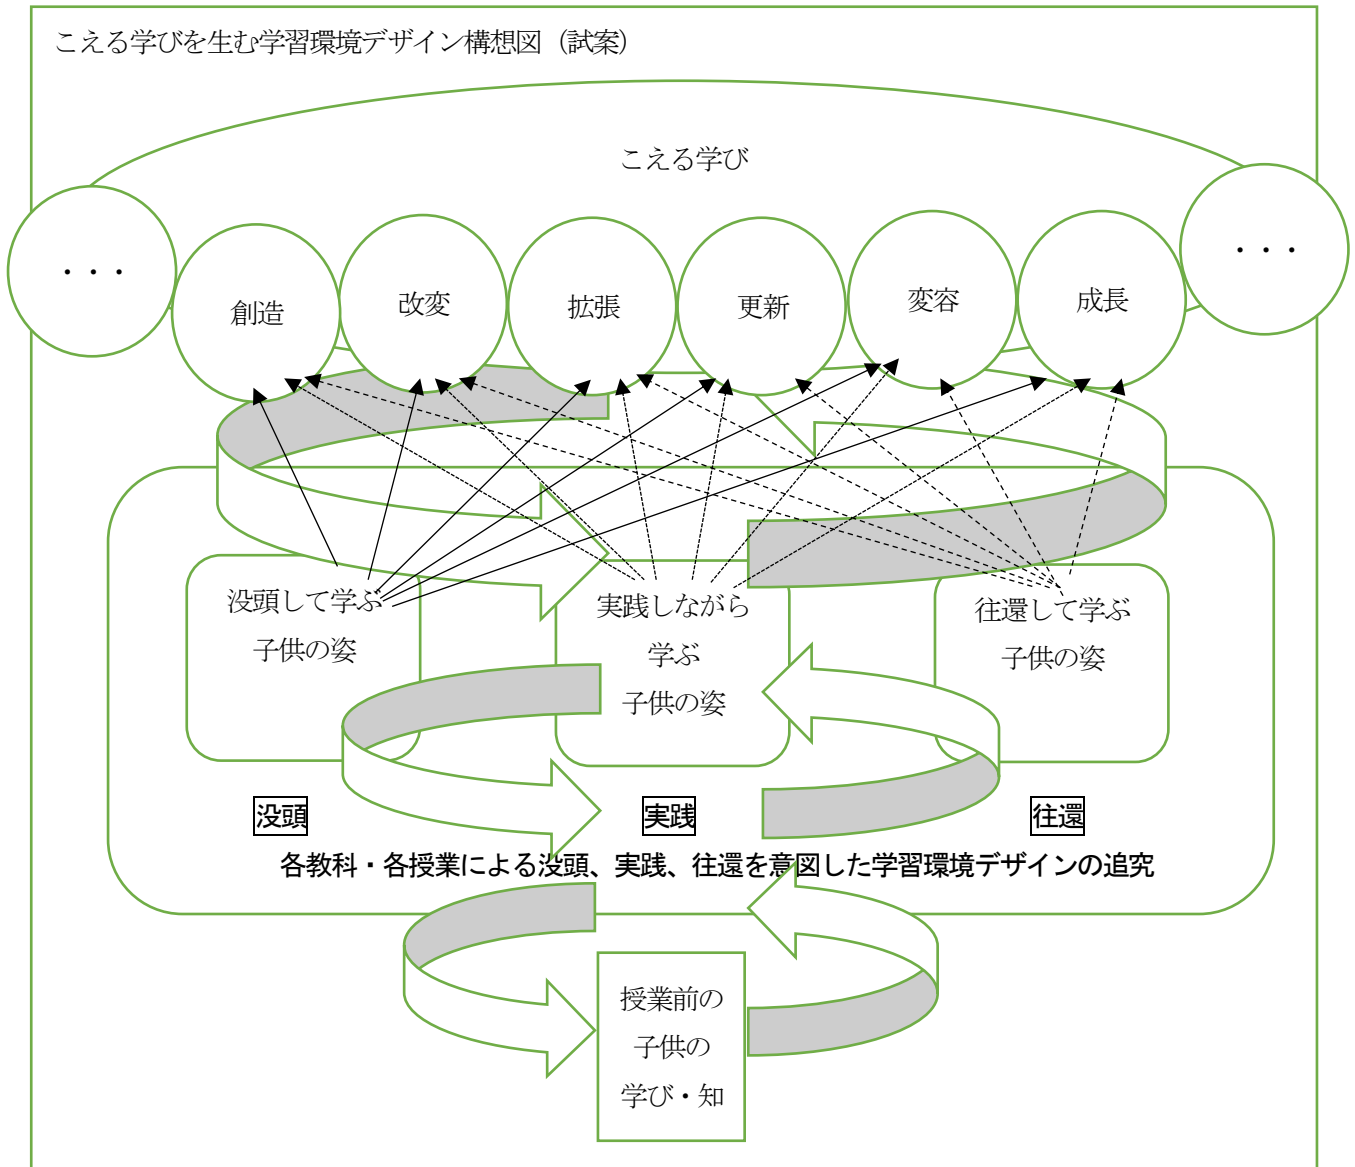 こえる学びを生む学習環境デザイン構想図（試案）
こえる学び
・・・
創造
改変
拡張
更新
変容
成長
・・・
没頭して学ぶ
子供の姿
実践しながら
学ぶ
子供の姿
往還して学ぶ
子供の姿
没頭
実践
往還
各教科・各授業による没頭、実践、往還を意図した学習環境デザインの追究
授業前の
子供の
学び・知